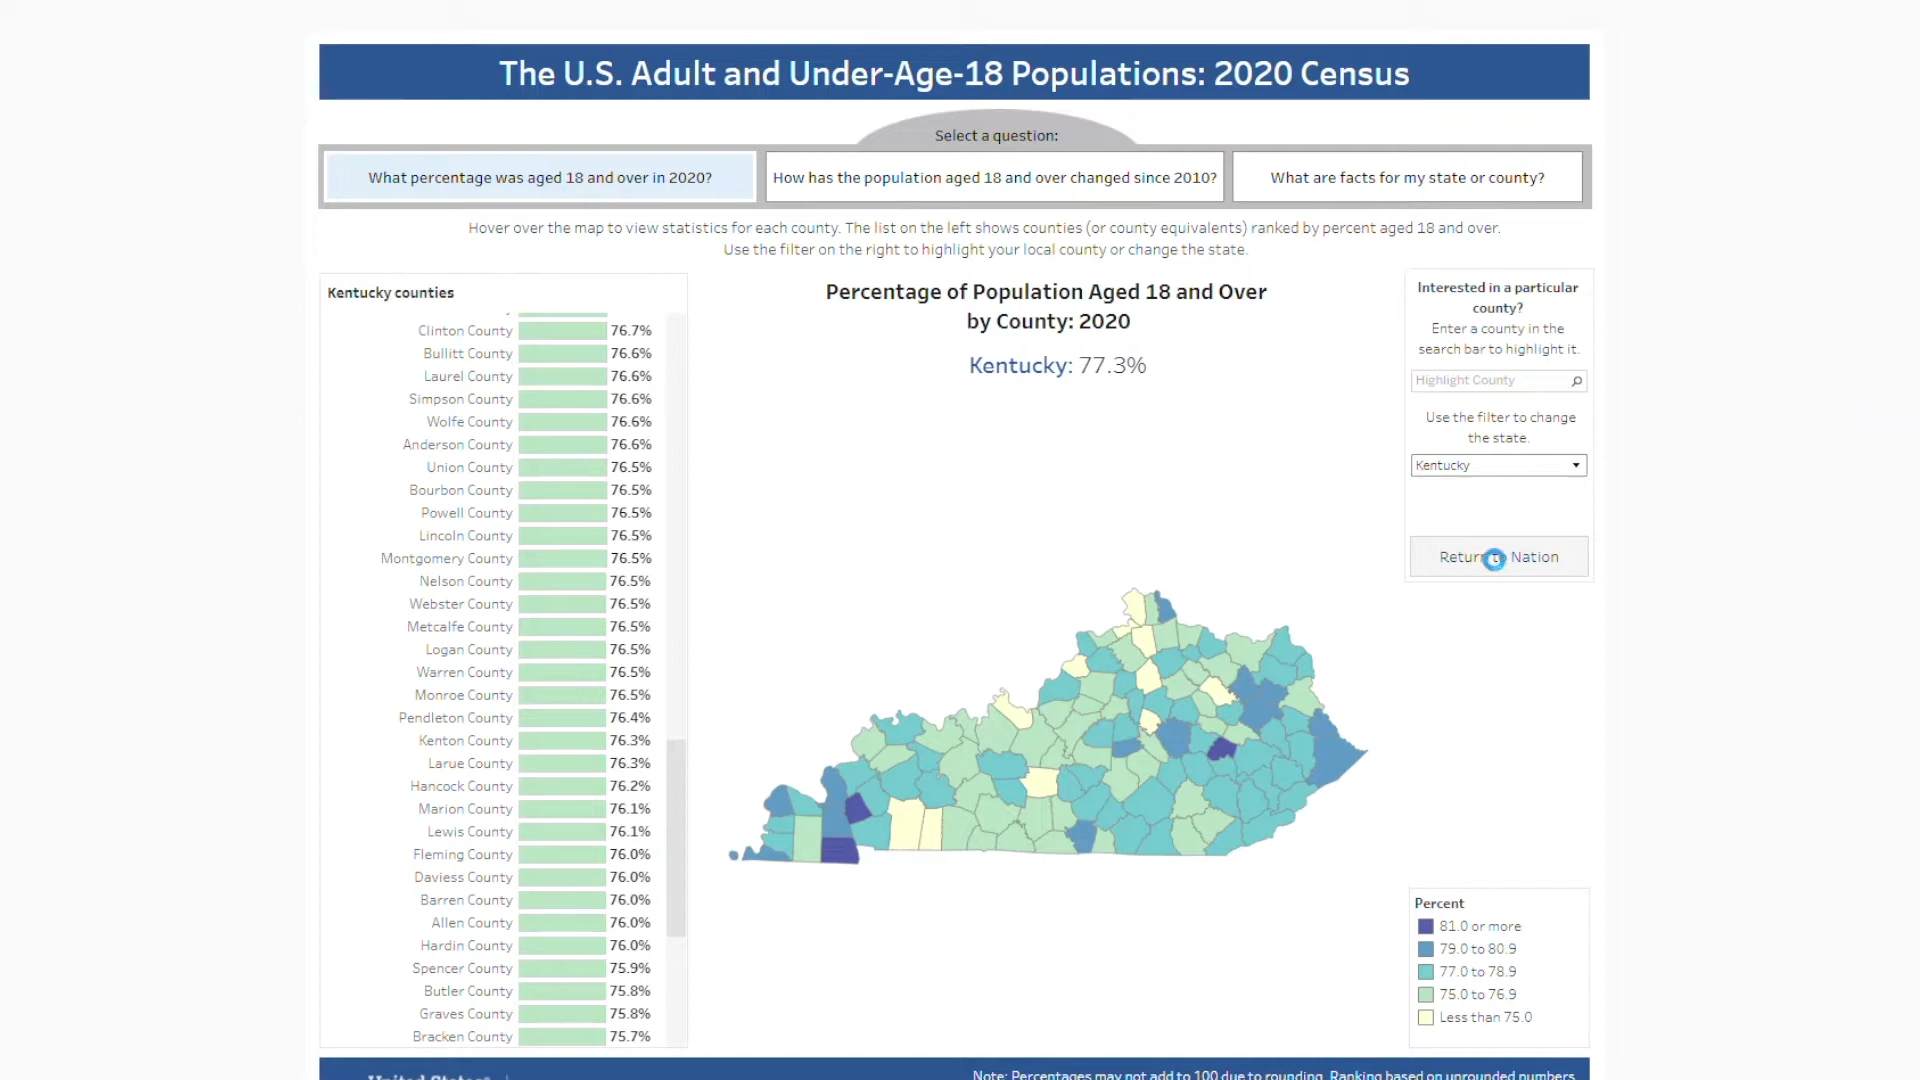 The U.S. Adult and Under-Age-18 Populations: 2020 Census
Select a question:
What percentage was aged 18 and over in 2020?
How has the population aged 18 and over changed since 2010?
What are facts for my state or county?
Hover over the map to view statistics for each county. The list on the left shows counties (or county equivalents) ranked by percent aged 18 and over.
Use the filter on the right to highlight your local county or change the state.
Kentucky counties
Clinton County 76.7%
Bullitt County 76.6%
Laurel County 76.6%
Simpson County 76.6%
Wolfe County 76.6%
Anderson County 76.6%
Union County 76.5%
Bourbon County 76.5%
Powell County 76.5%
Lincoln County 76.5%
Montgomery County 76.5%
Nelson County 76.5%
Webster County 76.5%
Metcalfe County 76.5%
Logan County 76.5%
Warren County 76.5%
Monroe County 76.5%
Pendleton County 76.4%
Kenton County 76.3%
Larue County 76.3%
Hancock County 76.2%
Marion County 76.1%
Lewis County 76.1%
Fleming County 76.0%
Daviess County 76.0%
Barren County 76.0%
Allen County 76.0%
Hardin County 76.0%
Spencer County 75.9%
Butler County 75.8%
Graves County 75.8%
Bracken County 75.7%
Percentage of Population Aged 18 and Over
by County: 2020
Kentucky: 77.3%
Interested in a particular
county?
Enter a county in the
search bar to highlight it.
Highlight County
Use the filter to change
the state.
Kentucky
Return to Nation
Percent
81.0 or more
79.0 to 80.9
77.0 to 78.9
75.0 to 76.9
Less than 75.0
United States
Note: Percentages may not add to 100 due to rounding. Ranking based on unrounded numbers.